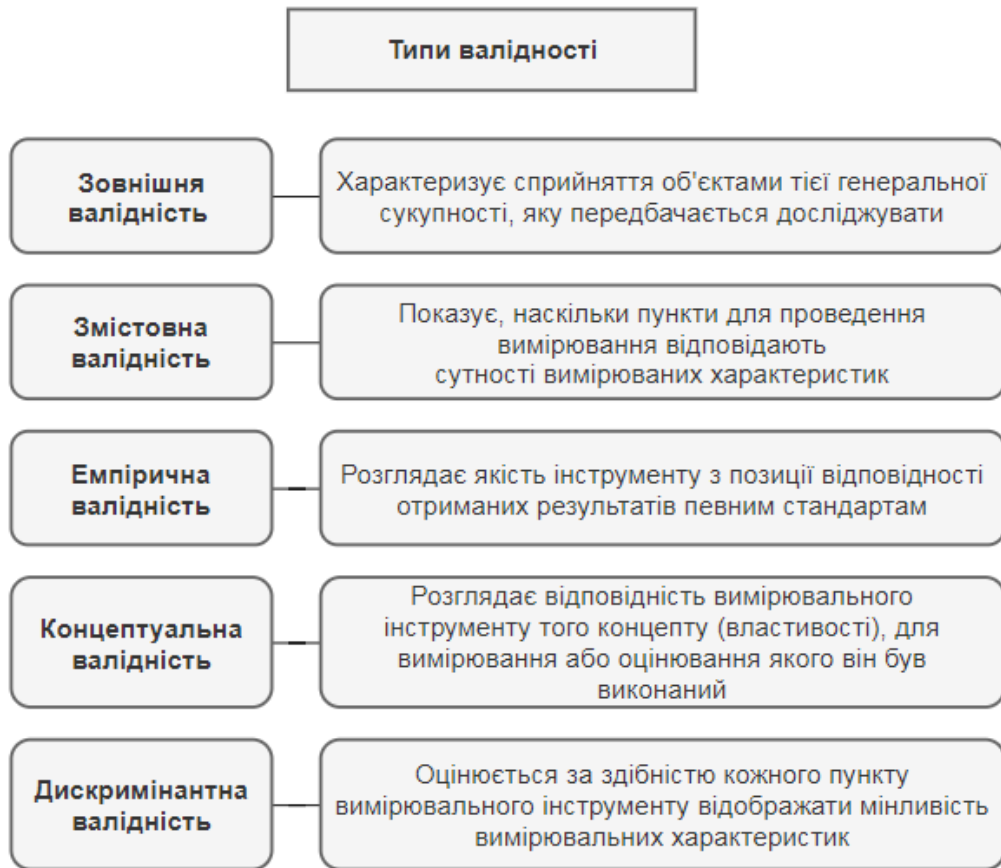 Типи валідності
Зовнішня
валідність
Характеризує сприйняття об'єктами тієї генеральної
сукупності, яку передбачається досліджувати
Змістовна
валідність
Показує, наскільки пункти для проведення
вимірювання відповідають
сутності вимірюваних характеристик
Емпірична
валідність
Розглядає якість інструменту з позиції відповідності
отриманих результатів певним стандартам
Концептуальна
валідність
Розглядає відповідність вимірювального
інструменту того концепту (властивості), для
вимірювання або оцінювання якого він був
виконаний
Дискримінантна
валідність
Оцінюється за здібністю кожного пункту
вимірювального інструменту відображати мінливість
вимірювальних характеристик